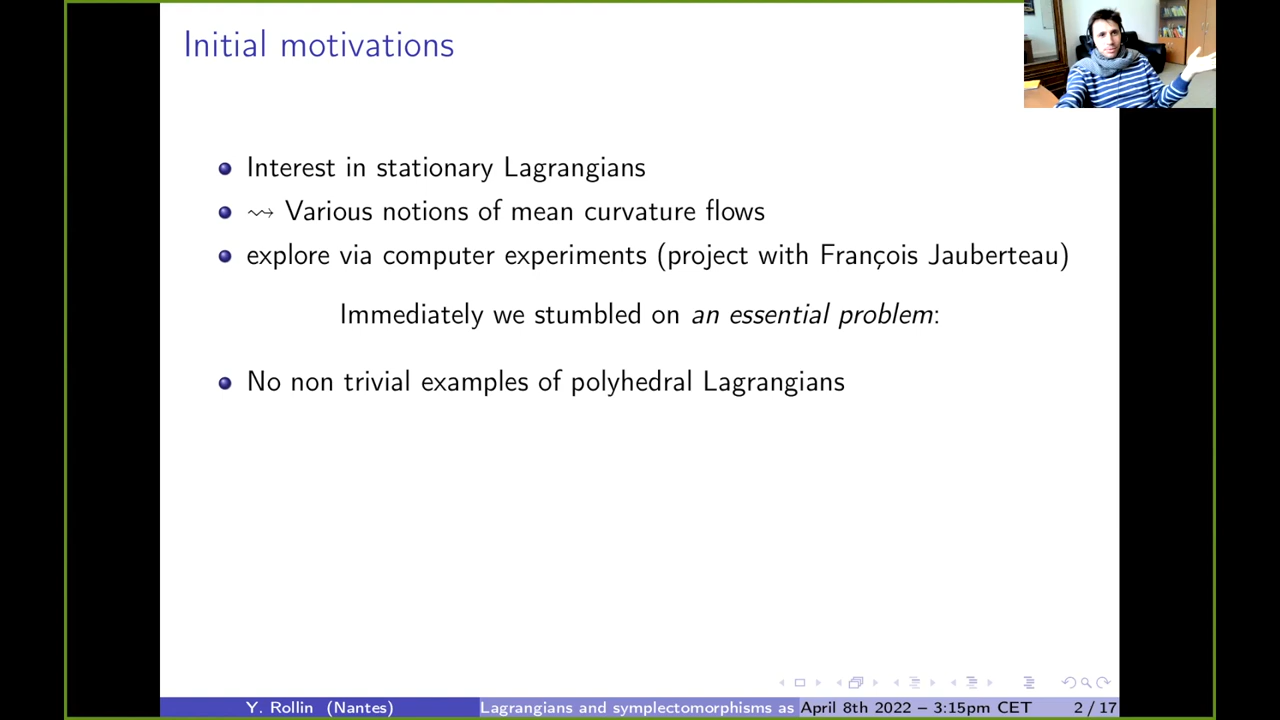 Initial motivations
Interest in stationary Lagrangians
⇝ Various notions of mean curvature flows
explore via computer experiments (project with François Jauberteau)
Immediately we stumbled on an essential problem:
No non trivial examples of polyhedral Lagrangians
Y. Rollin (Nantes) Lagrangians and symplectomorphisms as April 8th 2022 – 3:15pm CET 2 / 17